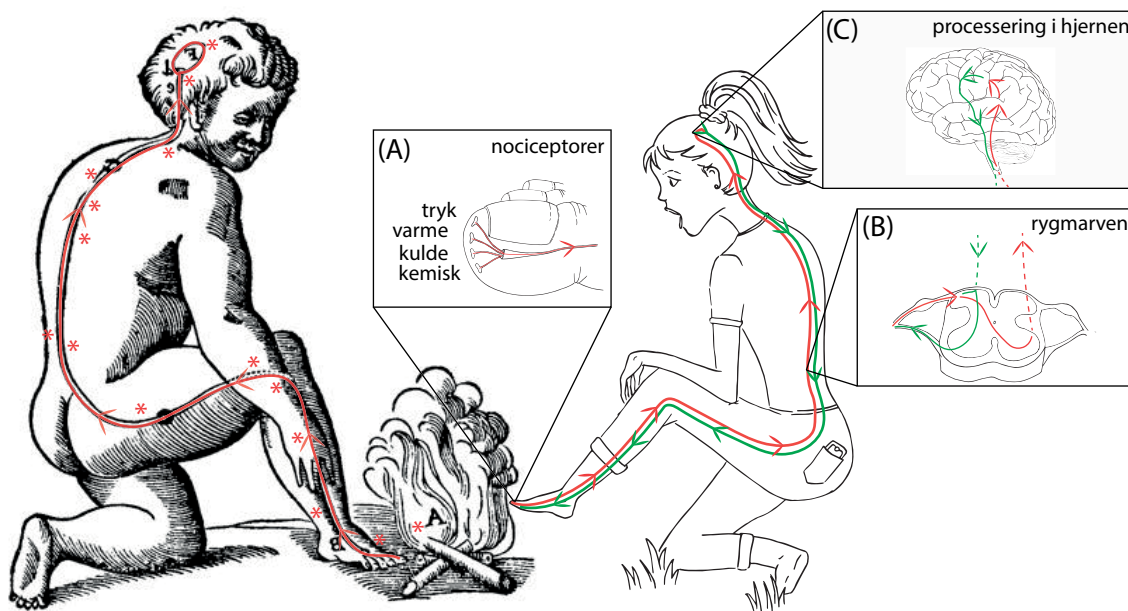 (A)
nociceptorer
tryk
varme
kulde
kemisk
(C)
processering i hjernen
(B)
rygmarven
A
B